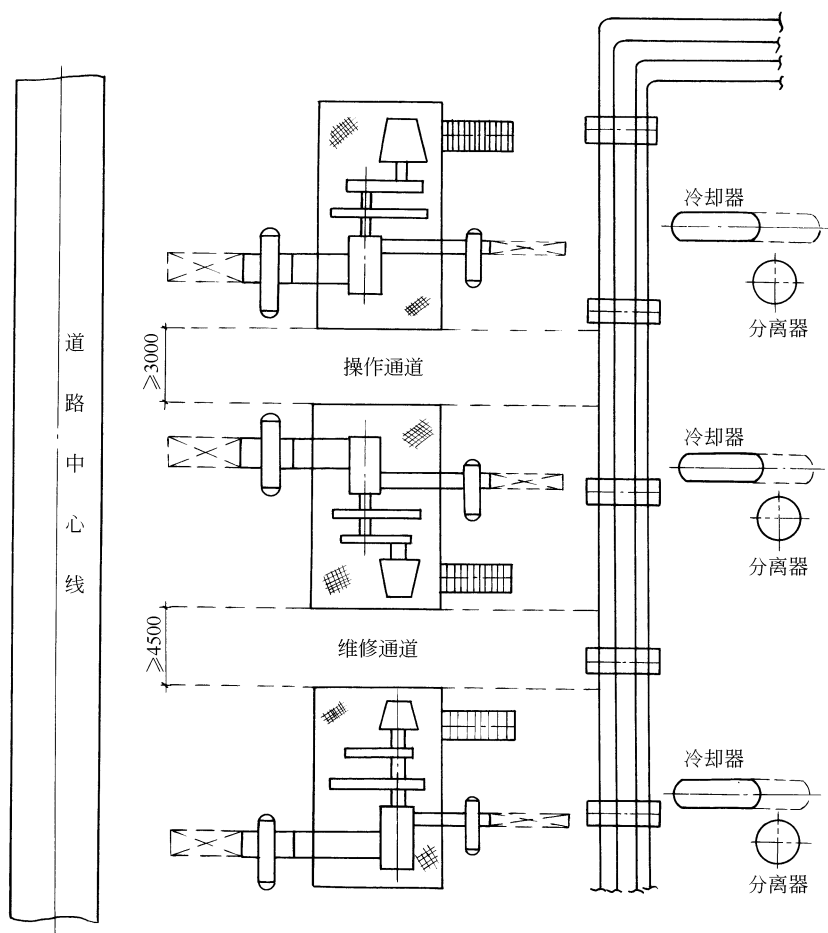 冷却器
分离器
道路中心线
≥3000
操作通道
冷却器
分离器
≥4500
维修通道
冷却器
分离器